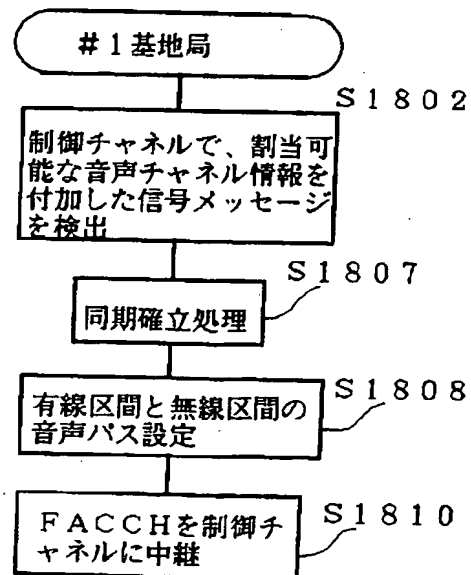 #1基地局
S1802
制御チャネルで、割当可
能な音声チャネル情報を
付加した信号メッセージ
を検出
S1807
同期確立処理
S1808
有線区間と無線区間の
音声パス設定
S1810
FACCHを制御チ
ャネルに中継